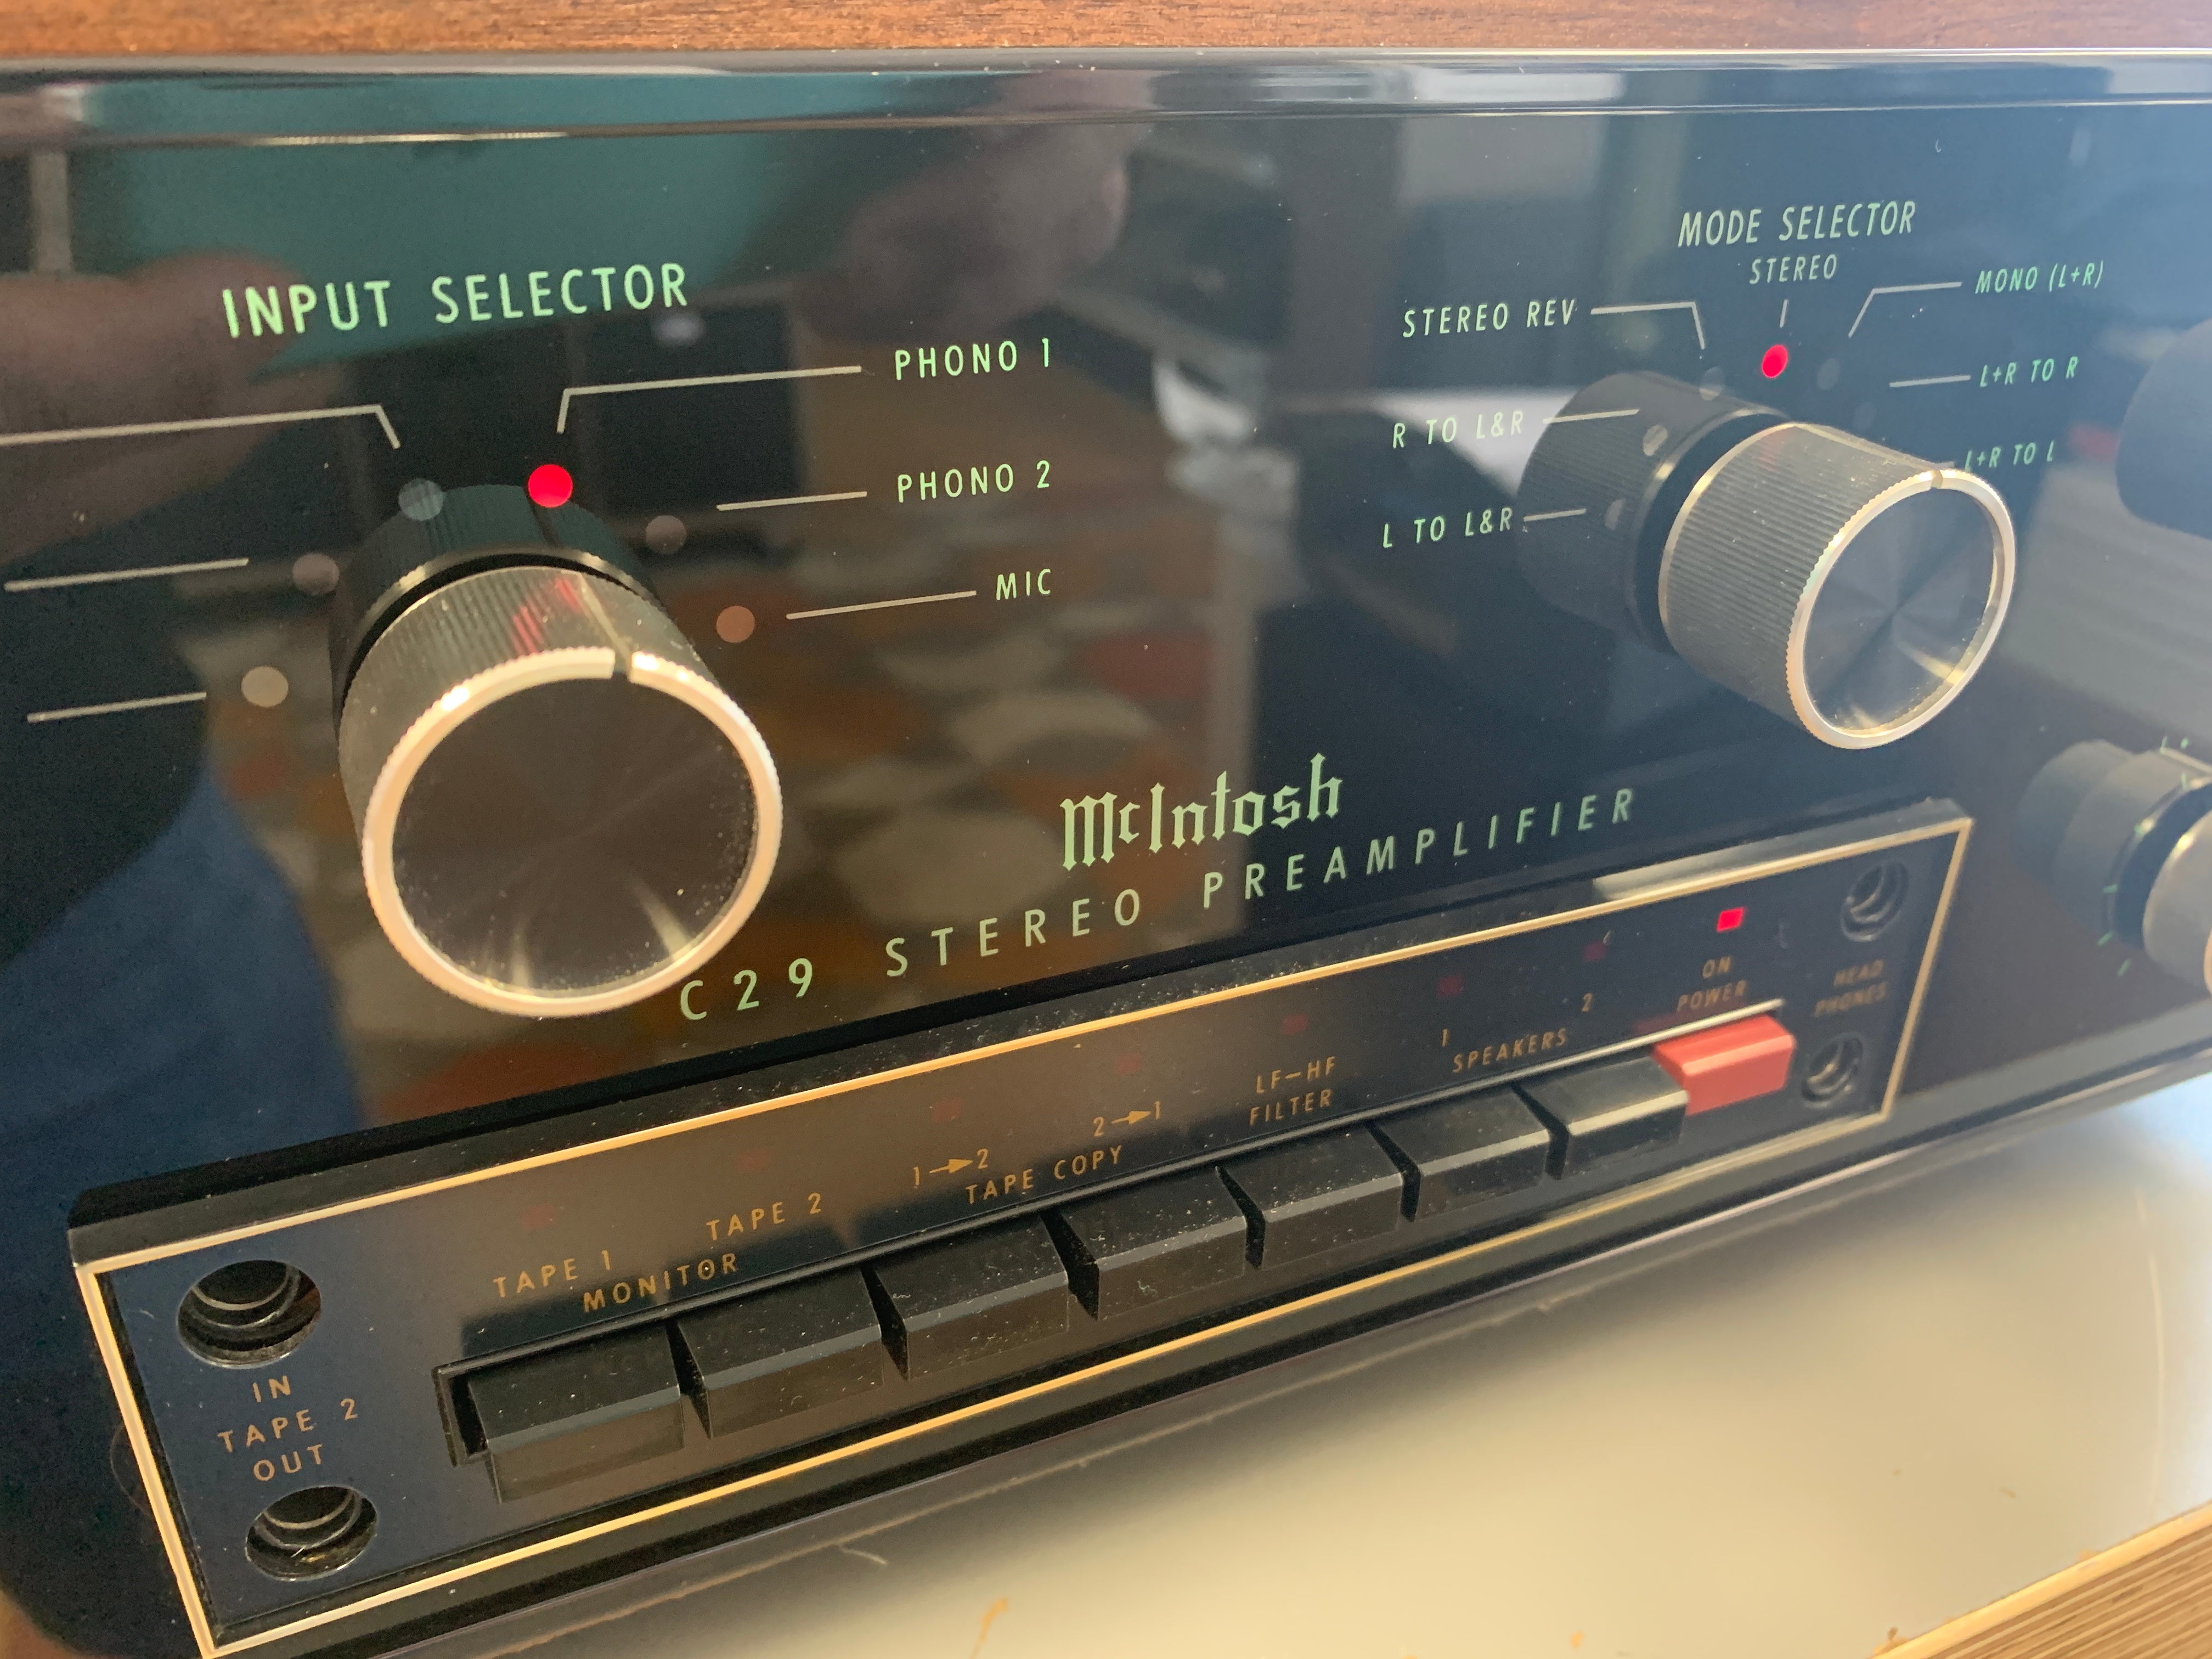 INPUT SELECTOR
PHONO 1
PHONO 2
MIC
MODE SELECTOR
STEREO
STEREO REV
MONO (L+R)
R TO L&R
L+R TO R
L TO L&R
L+R TO L
McIntosh
C29 STEREO PREAMPLIFIER
IN
TAPE 2
OUT
TAPE 1
TAPE 2
MONITOR
1→2
2→1
TAPE COPY
LF-HF
FILTER
1
2
SPEAKERS
ON
POWER
HEAD
PHONES